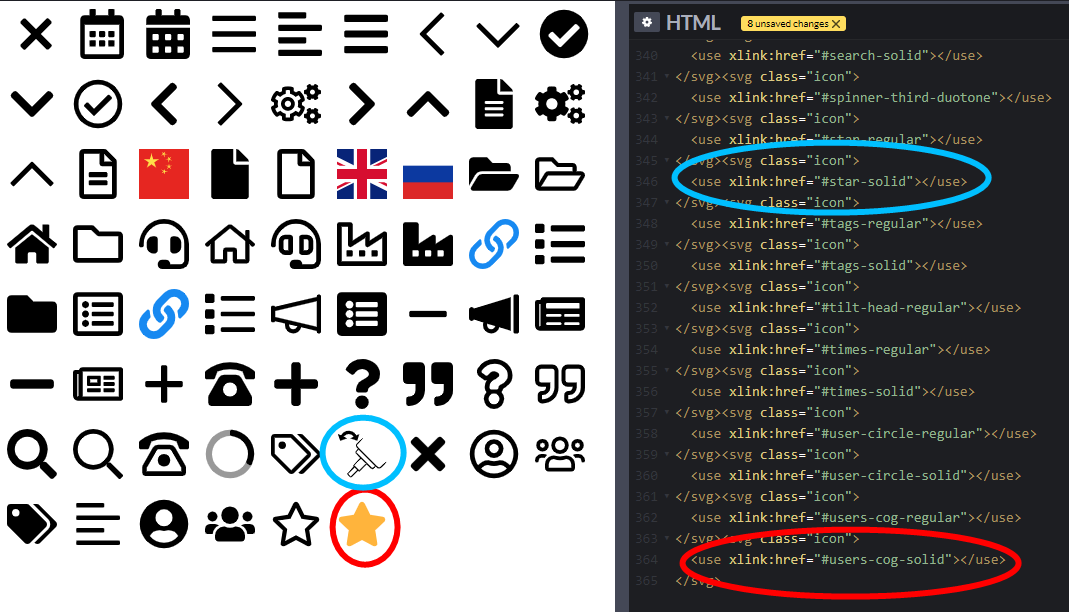 HTML
8 unsaved changes X
340 <use xlink:href="#search-solid"></use>
341 </svg><svg class="icon">
342 <use xlink:href="#spinner-third-duotone"></use>
343 </svg><svg class="icon">
344 <use xlink:href="#star-regular"></use>
345 </svg><svg class="icon">
346 <use xlink:href="#star-solid"></use>
347 </svg><svg class="icon">
348 <use xlink:href="#tags-regular"></use>
349 </svg><svg class="icon">
350 <use xlink:href="#tags-solid"></use>
351 </svg><svg class="icon">
352 <use xlink:href="#tilt-head-regular"></use>
353 </svg><svg class="icon">
354 <use xlink:href="#times-regular"></use>
355 </svg><svg class="icon">
356 <use xlink:href="#times-solid"></use>
357 </svg><svg class="icon">
358 <use xlink:href="#user-circle-regular"></use>
359 </svg><svg class="icon">
360 <use xlink:href="#user-circle-solid"></use>
361 </svg><svg class="icon">
362 <use xlink:href="#users-cog-regular"></use>
363 </svg><svg class="icon">
364 <use xlink:href="#users-cog-solid"></use>
365 </svg>